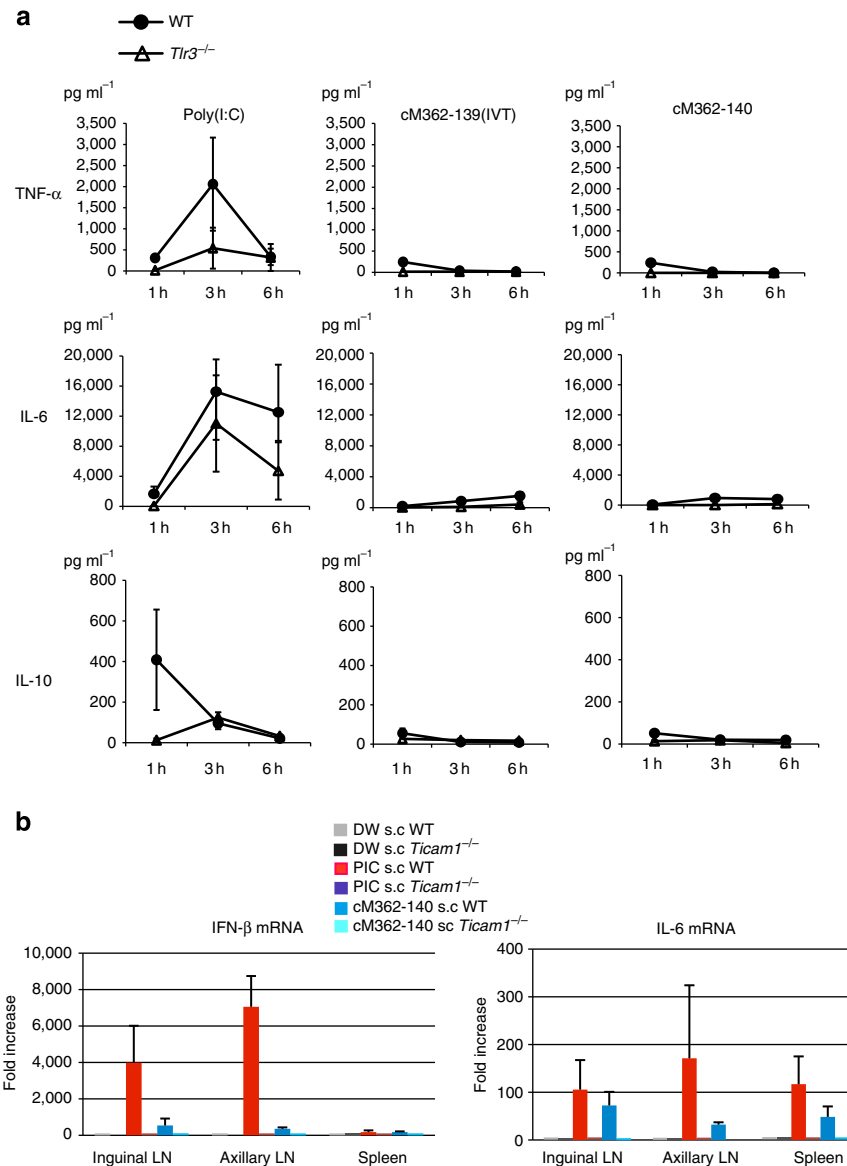 a
WT
Tlr3−/−
pg ml−1 pg ml−1 pg ml−1
Poly(I:C) cM362-139(IVT) cM362-140
TNF-α
3,500 3,500 3,500
3,000 3,000 3,000
2,500 2,500 2,500
2,000 2,000 2,000
1,500 1,500 1,500
1,000 1,000 1,000
500 500 500
0 0 0
1 h 3 h 6 h 1 h 3 h 6 h 1 h 3 h 6 h
pg ml−1 pg ml−1 pg ml−1
IL-6
20,000 20,000 20,000
16,000 16,000 16,000
12,000 12,000 12,000
8,000 8,000 8,000
4,000 4,000 4,000
0 0 0
1 h 3 h 6 h 1 h 3 h 6 h 1 h 3 h 6 h
pg ml−1 pg ml−1 pg ml−1
IL-10
800 800 800
600 600 600
400 400 400
200 200 200
0 0 0
1 h 3 h 6 h 1 h 3 h 6 h 1 h 3 h 6 h
b
DW s.c WT
DW s.c Ticam1−/−
PIC s.c WT
PIC s.c Ticam1−/−
cM362-140 s.c WT
cM362-140 sc Ticam1−/−
IFN-β mRNA
Fold increase
10,000
8,000
6,000
4,000
2,000
0
Inguinal LN Axillary LN Spleen
IL-6 mRNA
Fold increase
400
300
200
100
0
Inguinal LN Axillary LN Spleen